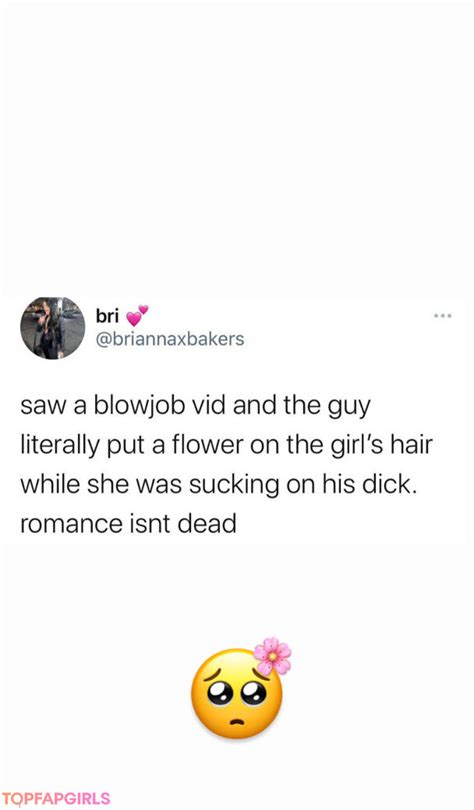 bri 💕
@briannaxbakers
saw a blowjob vid and the guy
literally put a flower on the girl's hair
while she was sucking on his dick.
romance isnt dead
TOPFAPGIRLS